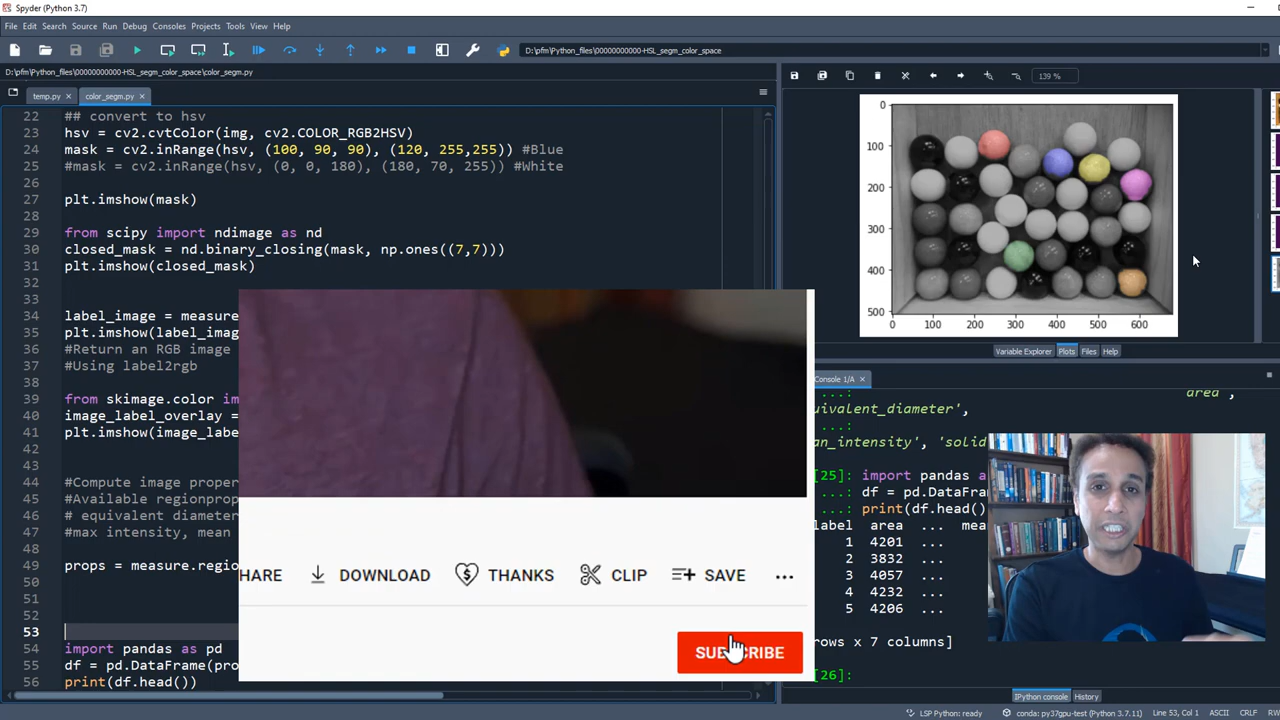 Spyder (Python 3.7)
File Edit Search Source Run Debug Consoles Projects Tools View Help
D:\pfm\Python_files\00000000000-HSL_segm_color_space
D:\pfm\Python_files\00000000000-HSL_segm_color_space\color_segm.py
temp.py color_segm.py
22 ## convert to hsv
23 hsv = cv2.cvtColor(img, cv2.COLOR_RGB2HSV)
24 mask = cv2.inRange(hsv, (100, 90, 90), (120, 255,255)) #Blue
25 #mask = cv2.inRange(hsv, (0, 0, 180), (180, 70, 255)) #White
26
27 plt.imshow(mask)
28
29 from scipy import ndimage as nd
30 closed_mask = nd.binary_closing(mask, np.ones((7,7)))
31 plt.imshow(closed_mask)
32
33
34 label_image = measure
35 plt.imshow(label_imag
36 #Return an RGB image
37 #Using label2rgb
38
39 from skimage.color im
40 image_label_overlay =
41 plt.imshow(image_labe
42
43
44 #Compute image proper
45 #Available regionprop
46 # equivalent diameter
47 #max intensity, mean
48
49 props = measure.regio
50
51
52
53
54 import pandas as pd
55 df = pd.DataFrame(pro
56 print(df.head())
139 %
0
100
200
300
400
500
0 100 200 300 400 500 600
Variable Explorer Plots Files Help
Console 1/A
...: area',
uivalent_diameter',
...:
an_intensity', 'solid
[25]: import pandas as
...: df = pd.DataFrame
...: print(df.head()
label area ... me
1 4201 ...
2 3832 ...
3 4057 ...
4 4232 ...
5 4206 ...
rows x 7 columns]
[26]:
IPython console History
HARE DOWNLOAD THANKS CLIP SAVE ...
SUBSCRIBE
LSP Python: ready conda: py37gpu-test (Python 3.7.11) Line 53, Col 1 ASCII CRLF RW